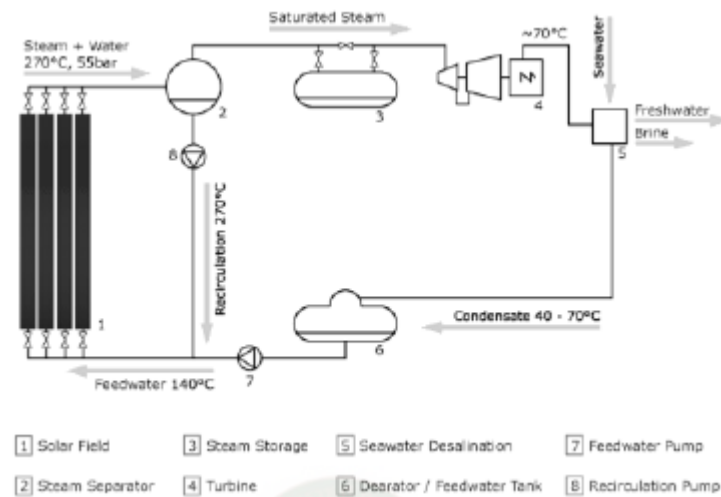 Saturated Steam
Steam + Water
270°C, 55bar
~70°C
Seawater
2
3
4
Freshwater
Brine
5
8
Recirculation 270°C
1
Condensate 40 - 70°C
6
7
Feedwater 140°C
1 Solar Field
3 Steam Storage
5 Seawater Desalination
7 Feedwater Pump
2 Steam Separator
4 Turbine
6 Dearator / Feedwater Tank
8 Recirculation Pump